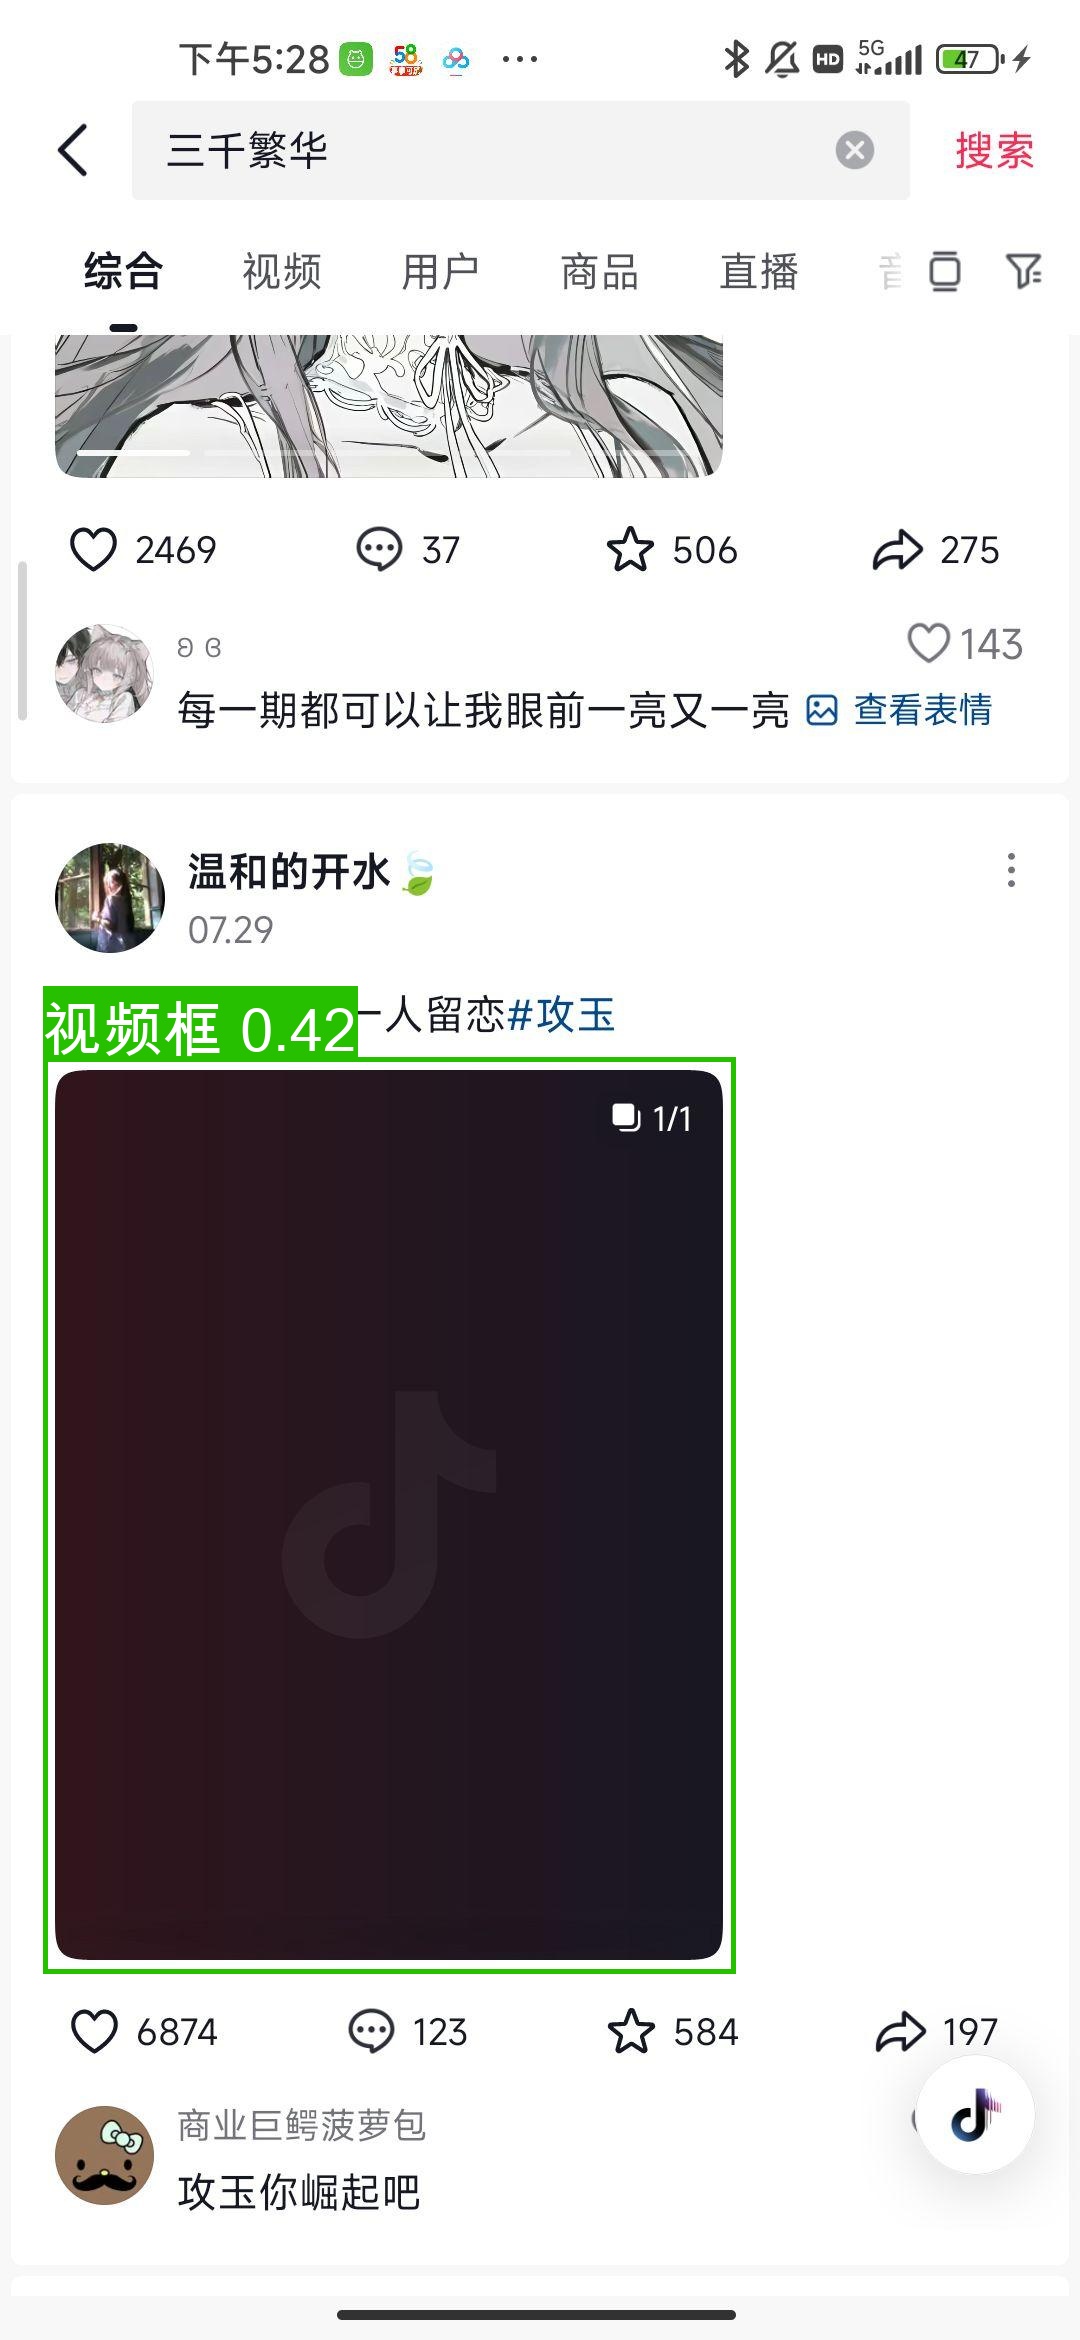 下午5:28 58 ... HD 5G 47
三千繁华 搜索
综合 视频 用户 商品 直播
2469 37 506 275
ʚ ɞ 143
每一期都可以让我眼前一亮又一亮 查看表情
温和的开水🍃
07.29
视频框 0.42 一人留恋#攻玉
1/1
6874 123 584 197
商业巨鳄菠萝包
攻玉你崛起吧